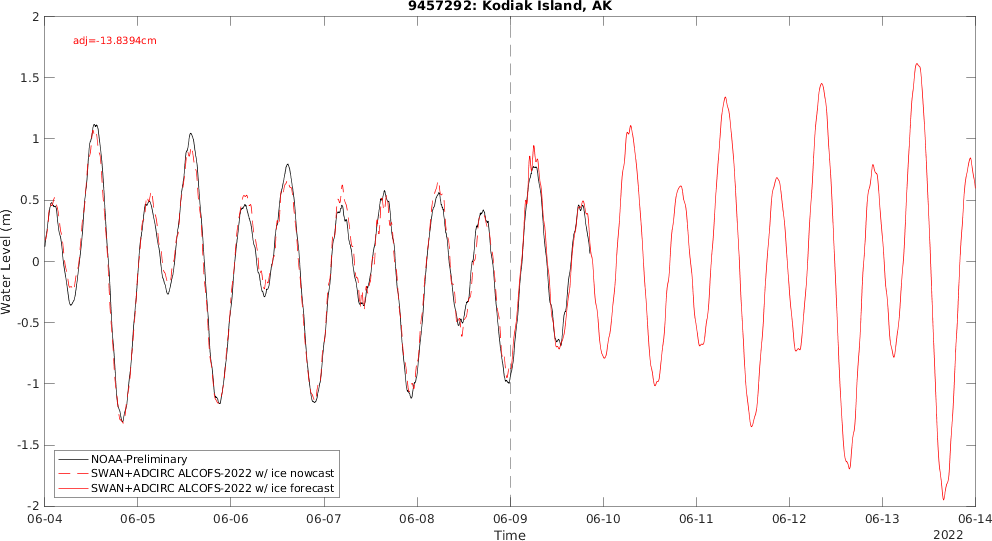 9457292: Kodiak Island, AK
adj=-13.8394cm
Water Level (m)
2
1.5
1
0.5
0
-0.5
-1
-1.5
-2
NOAA-Preliminary
SWAN+ADCIRC ALCOFS-2022 w/ ice nowcast
SWAN+ADCIRC ALCOFS-2022 w/ ice forecast
06-04 06-05 06-06 06-07 06-08 06-09 06-10 06-11 06-12 06-13 06-14
Time
2022